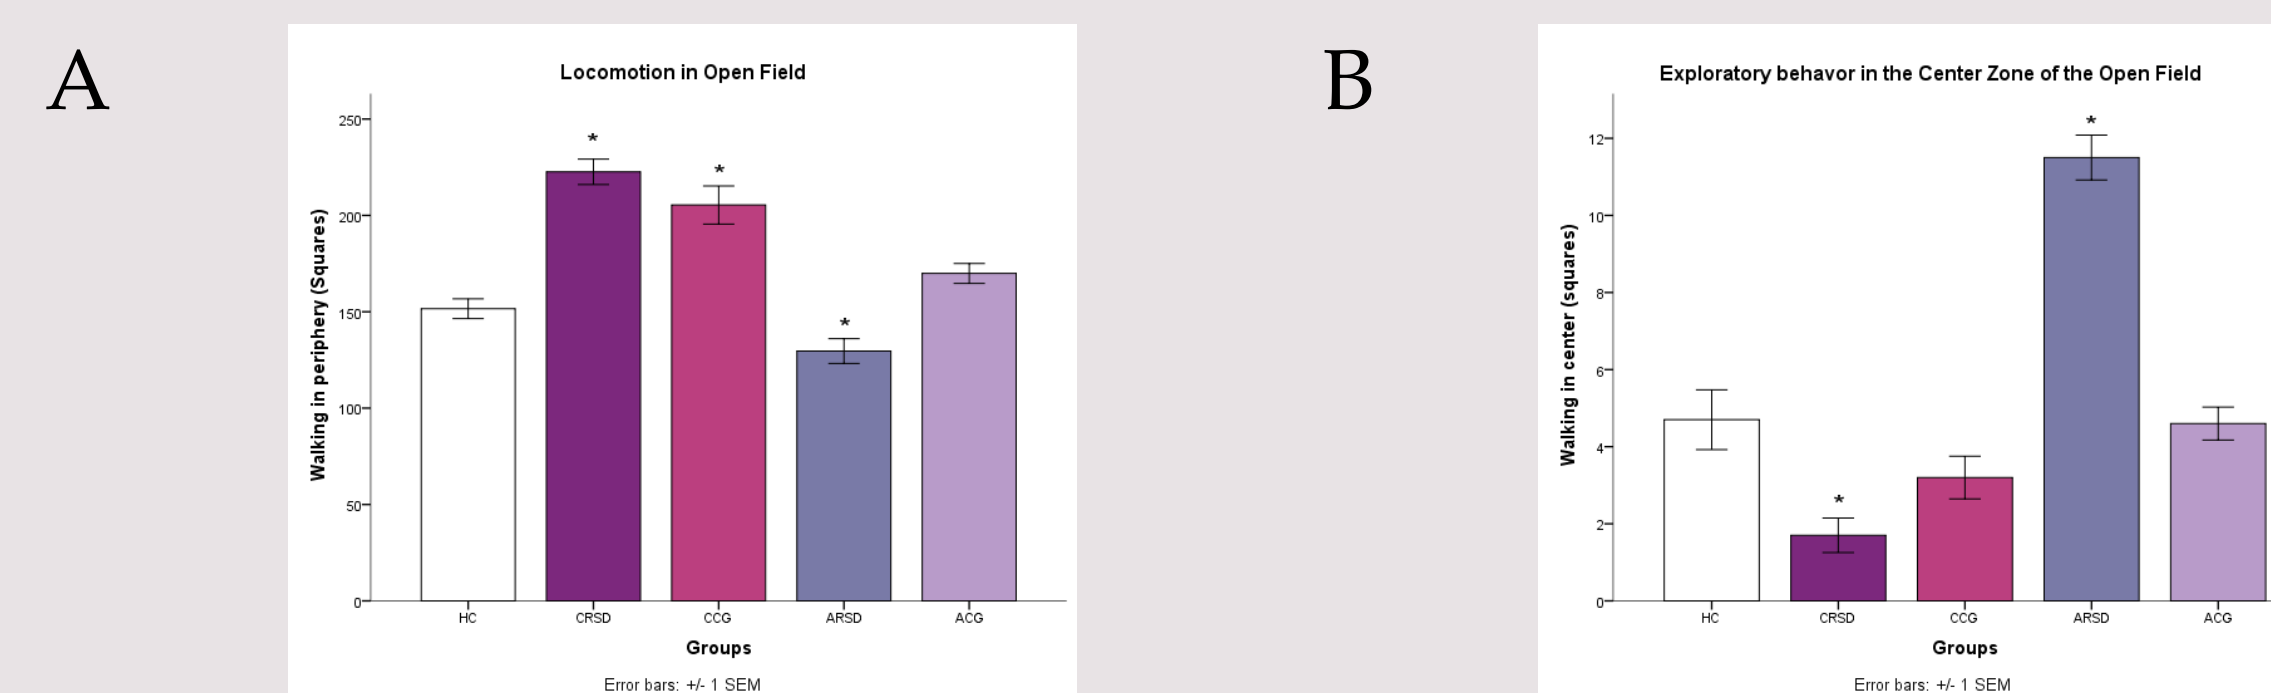 A
Locomotion in Open Field
*
*
*
250
200
150
100
50
0
Walking in periphery (Squares)
HC CRSD CCG ARSD ACG
Groups
Error bars: +/- 1 SEM
B
Exploratory behavor in the Center Zone of the Open Field
*
*
12
10
8
6
4
2
0
Walking in center (squares)
HC CRSD CCG ARSD ACG
Groups
Error bars: +/- 1 SEM